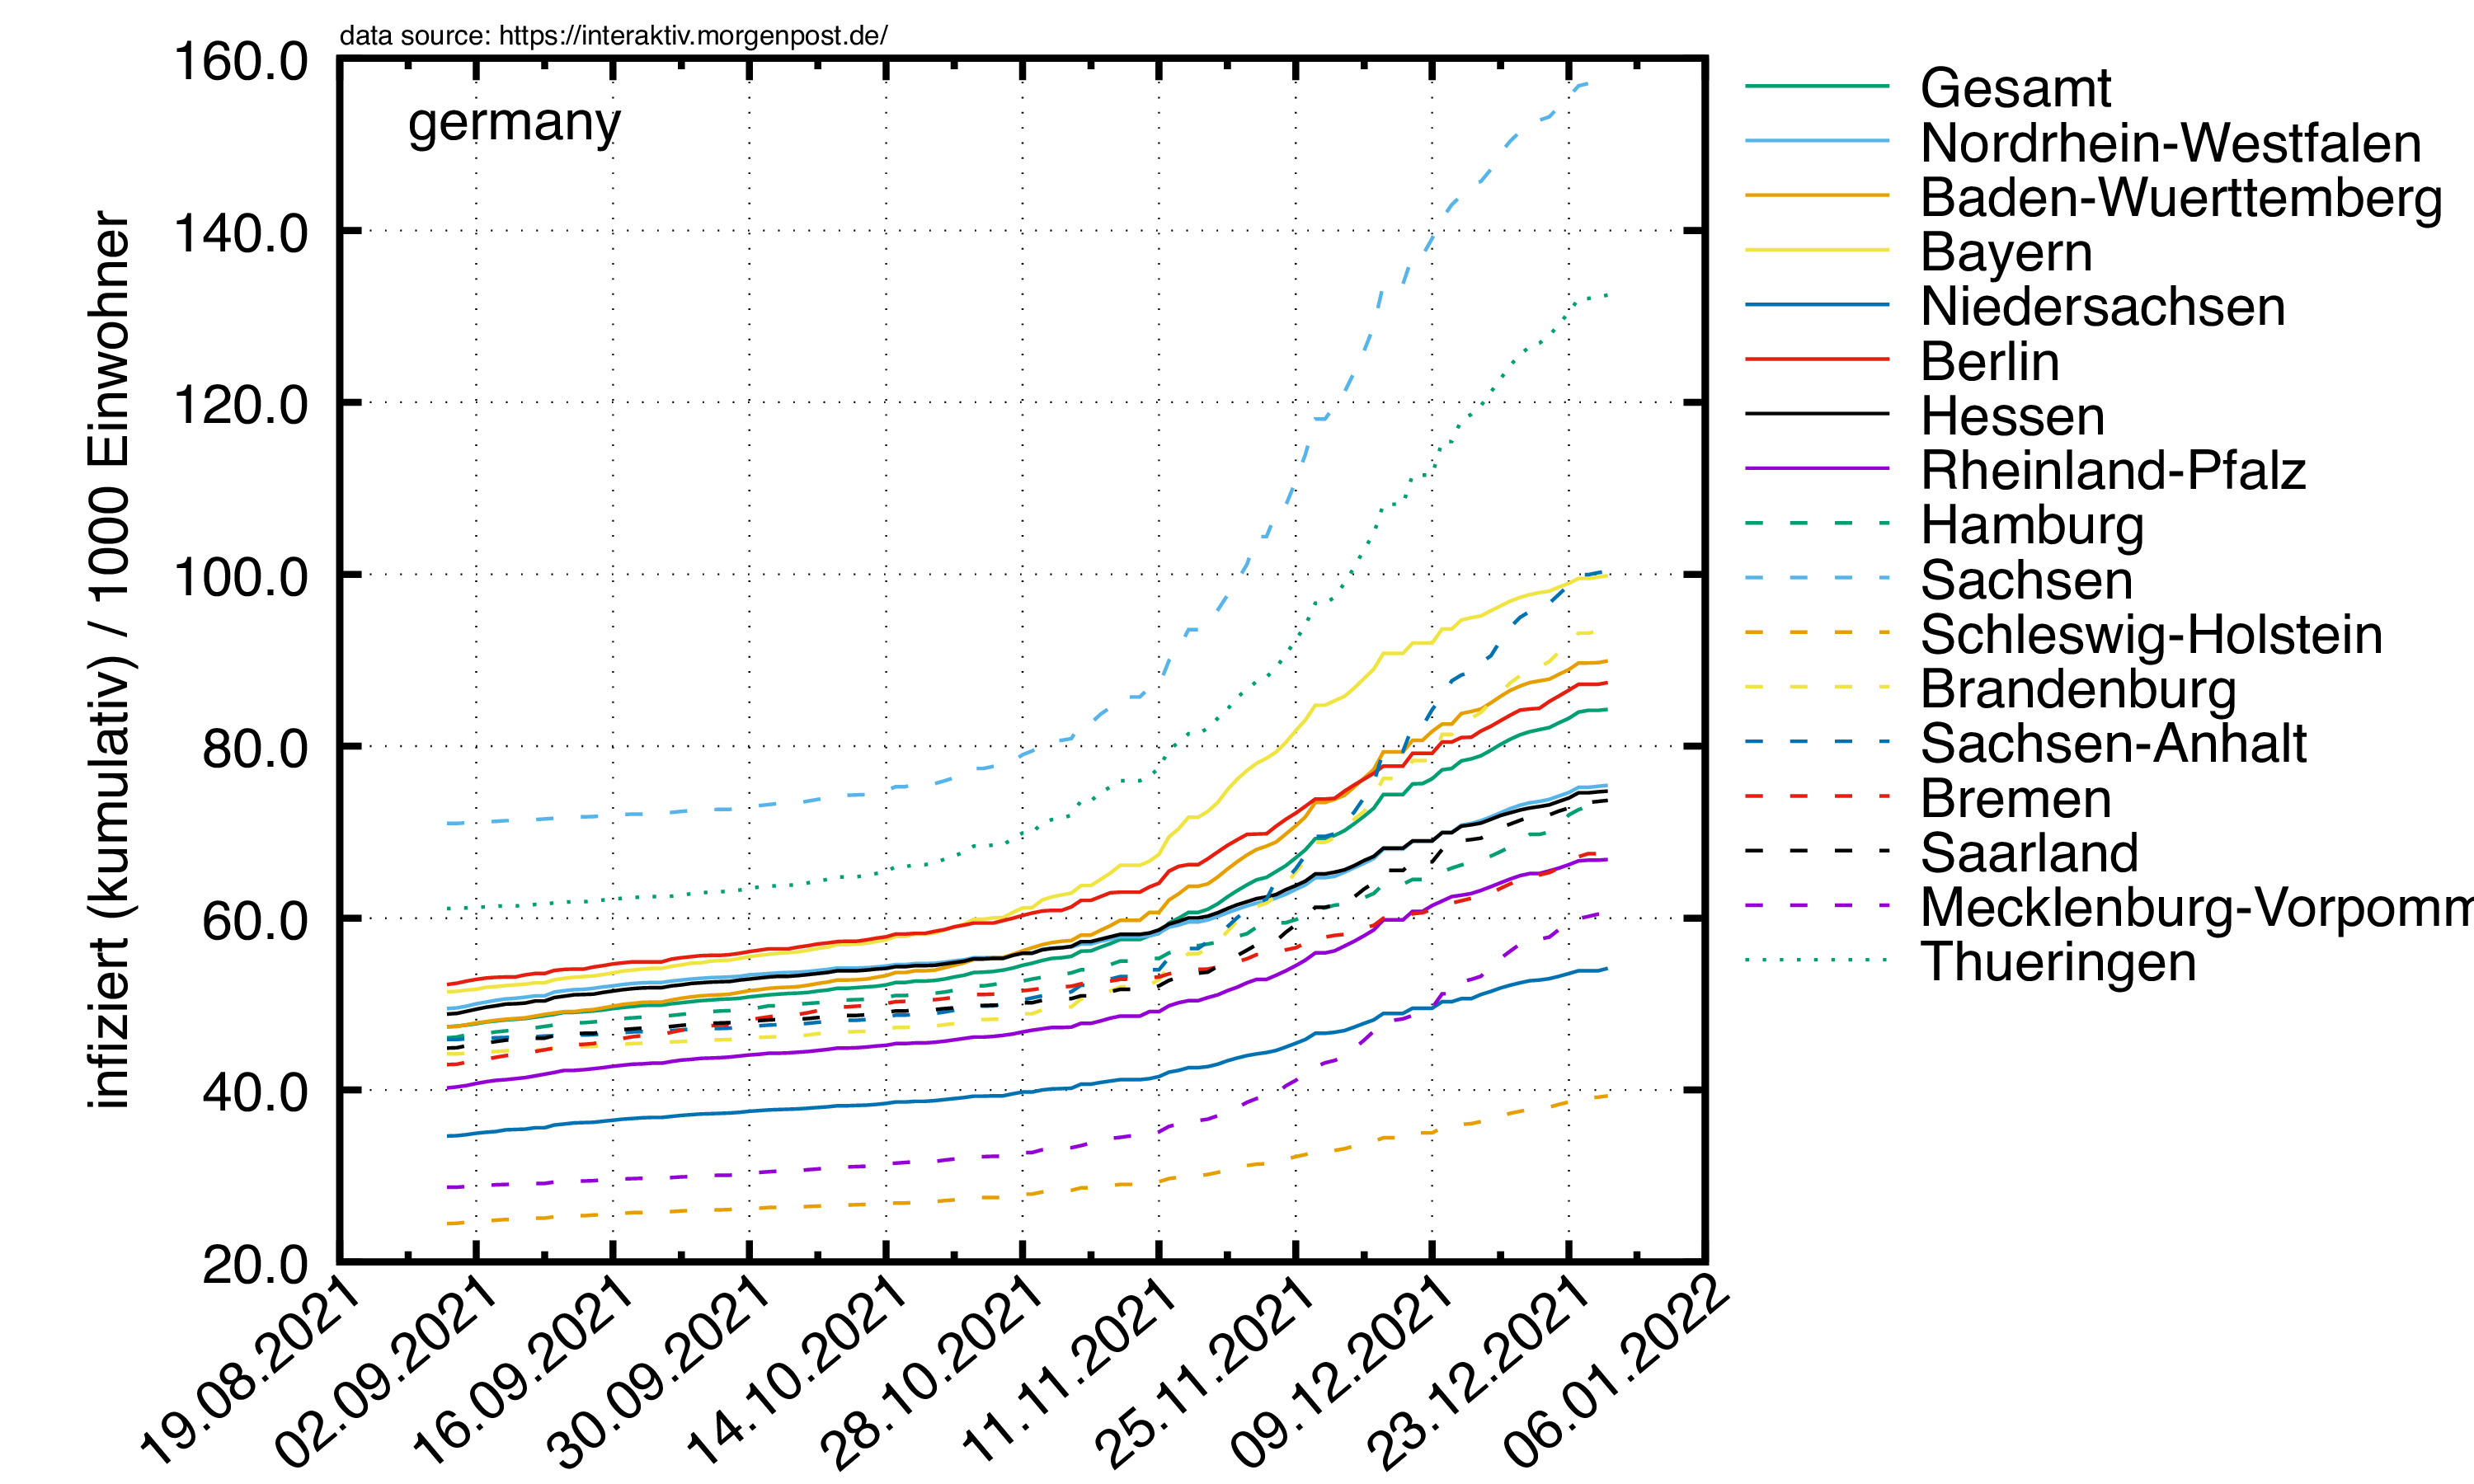 data source: https://interaktiv.morgenpost.de/
germany
infiziert (kumulativ) / 1000 Einwohner
160.0
140.0
120.0
100.0
80.0
60.0
40.0
20.0
19.08.2021
02.09.2021
16.09.2021
30.09.2021
14.10.2021
28.10.2021
11.11.2021
25.11.2021
09.12.2021
23.12.2021
06.01.2022
Gesamt
Nordrhein-Westfalen
Baden-Wuerttemberg
Bayern
Niedersachsen
Berlin
Hessen
Rheinland-Pfalz
Hamburg
Sachsen
Schleswig-Holstein
Brandenburg
Sachsen-Anhalt
Bremen
Saarland
Mecklenburg-Vorpomm
Thueringen